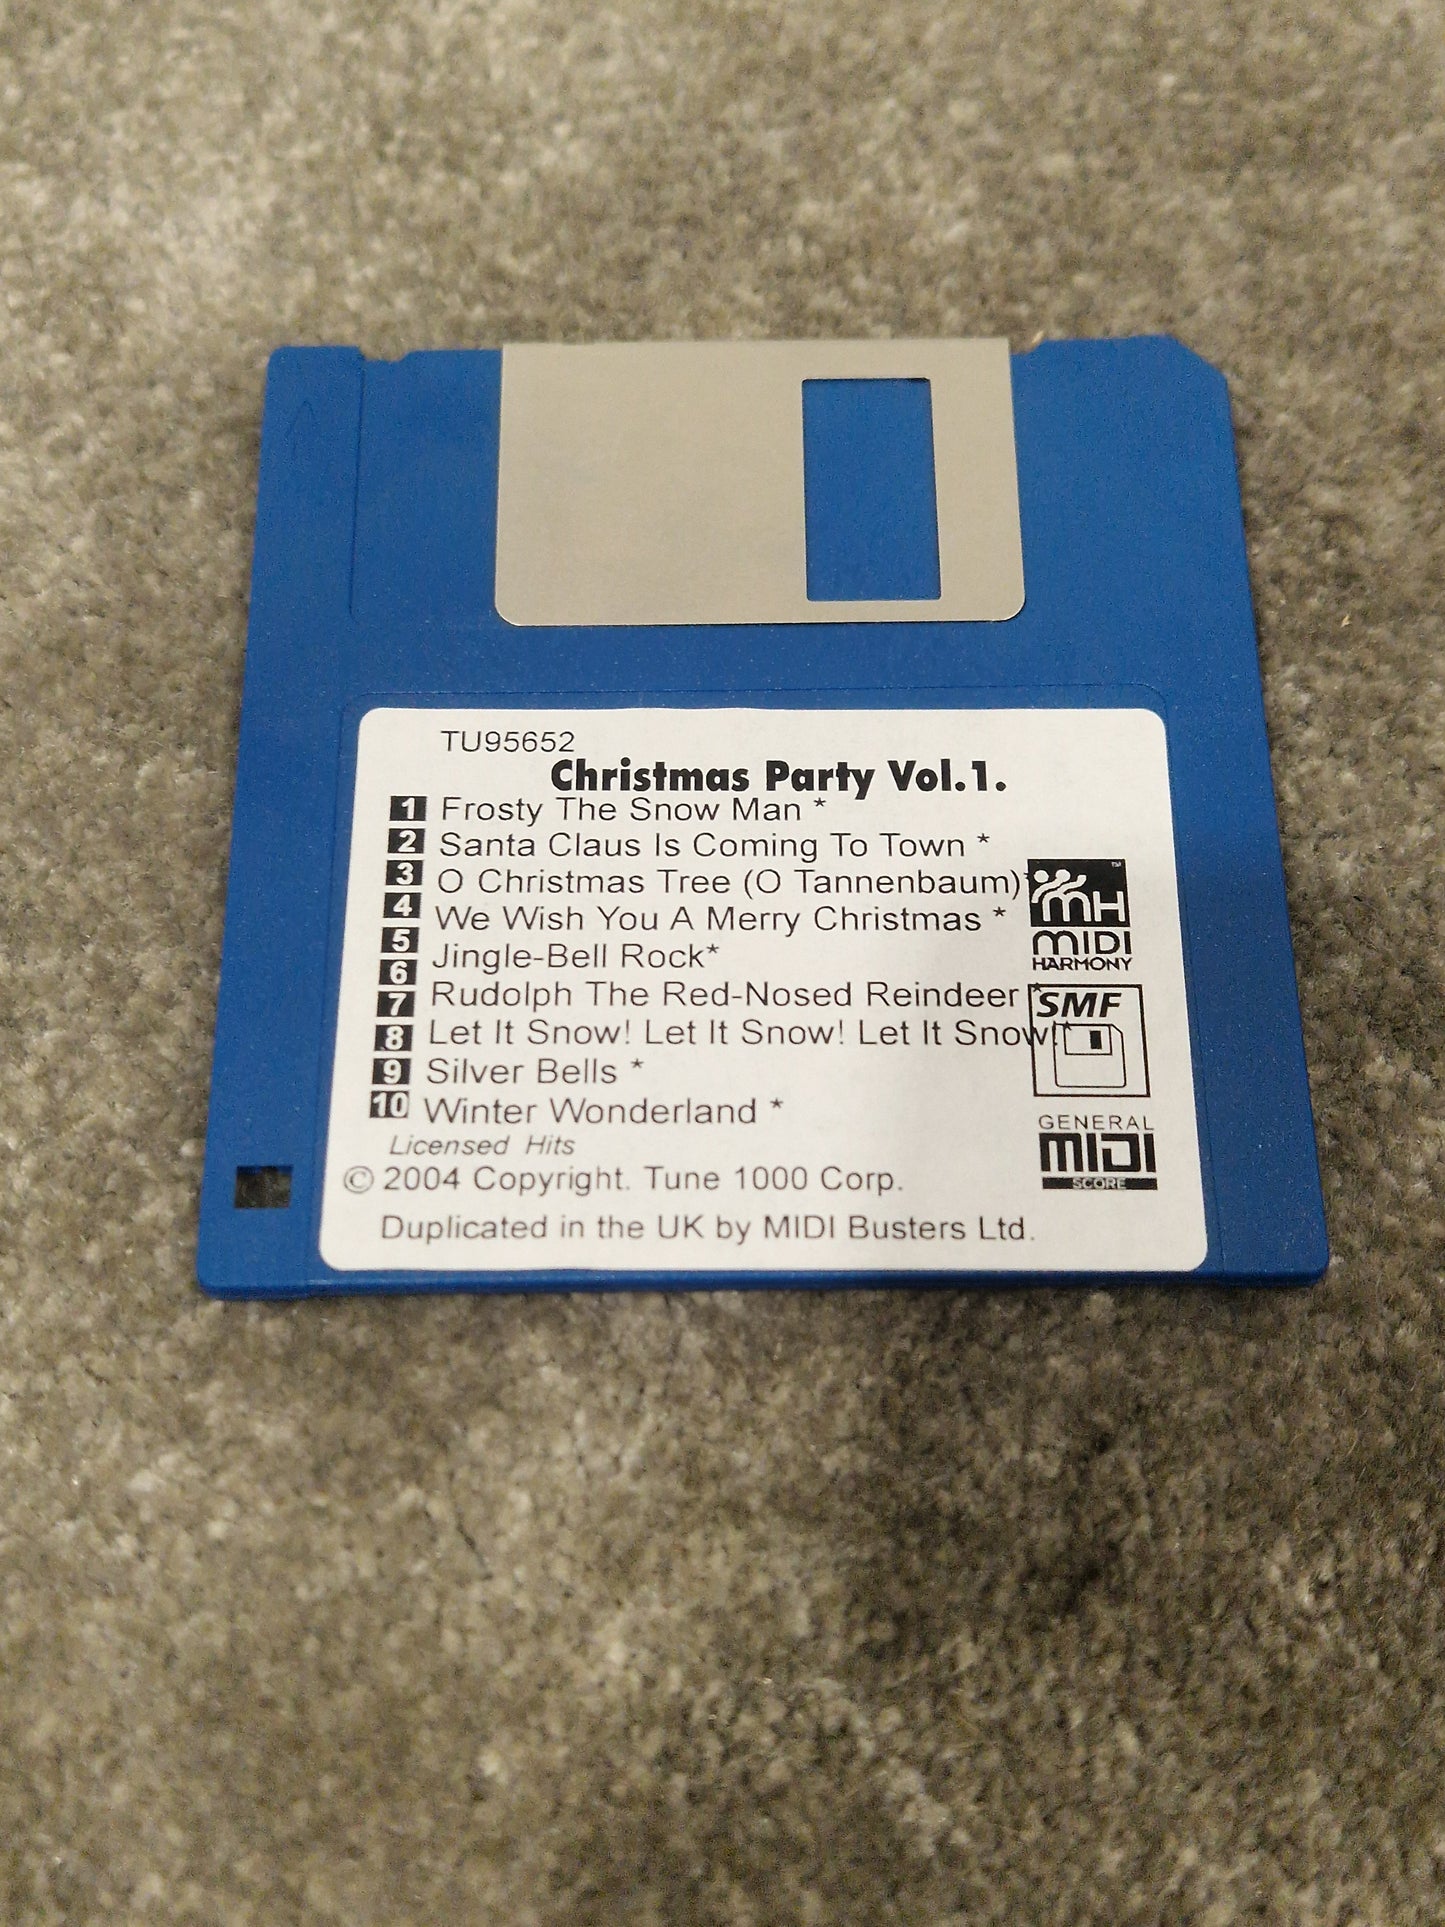 TU95652
Christmas Party Vol.1.
1 Frosty The Snow Man *
2 Santa Claus Is Coming To Town *
3 O Christmas Tree (O Tannenbaum)*
4 We Wish You A Merry Christmas *
5 Jingle-Bell Rock*
6
7 Rudolph The Red-Nosed Reindeer *
8 Let It Snow! Let It Snow! Let It Snow!*
9 Silver Bells *
10 Winter Wonderland *
Licensed Hits
© 2004 Copyright. Tune 1000 Corp.
Duplicated in the UK by MIDI Busters Ltd.
MH ™
MIDI
HARMONY
SMF
GENERAL
MIDI
SCORE